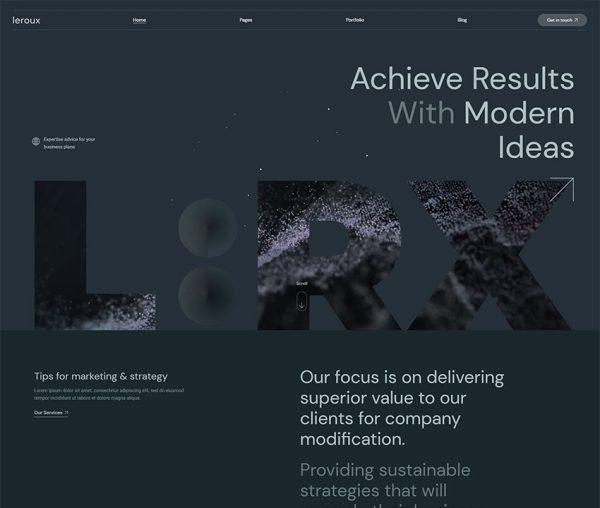 leroux
Home
Pages
Portfolio
Blog
Get in touch
Achieve Results
With Modern
Ideas
Expertise advice for your
business plans
L:RX
Scroll
Tips for marketing & strategy
Lorem ipsum dolor sit amet, consectetur adipiscing elit, sed do eiusmod
tempor incididunt ut labore et dolore magna aliqua.
Our Services
Our focus is on delivering
superior value to our
clients for company
modification.
Providing sustainable
strategies that will